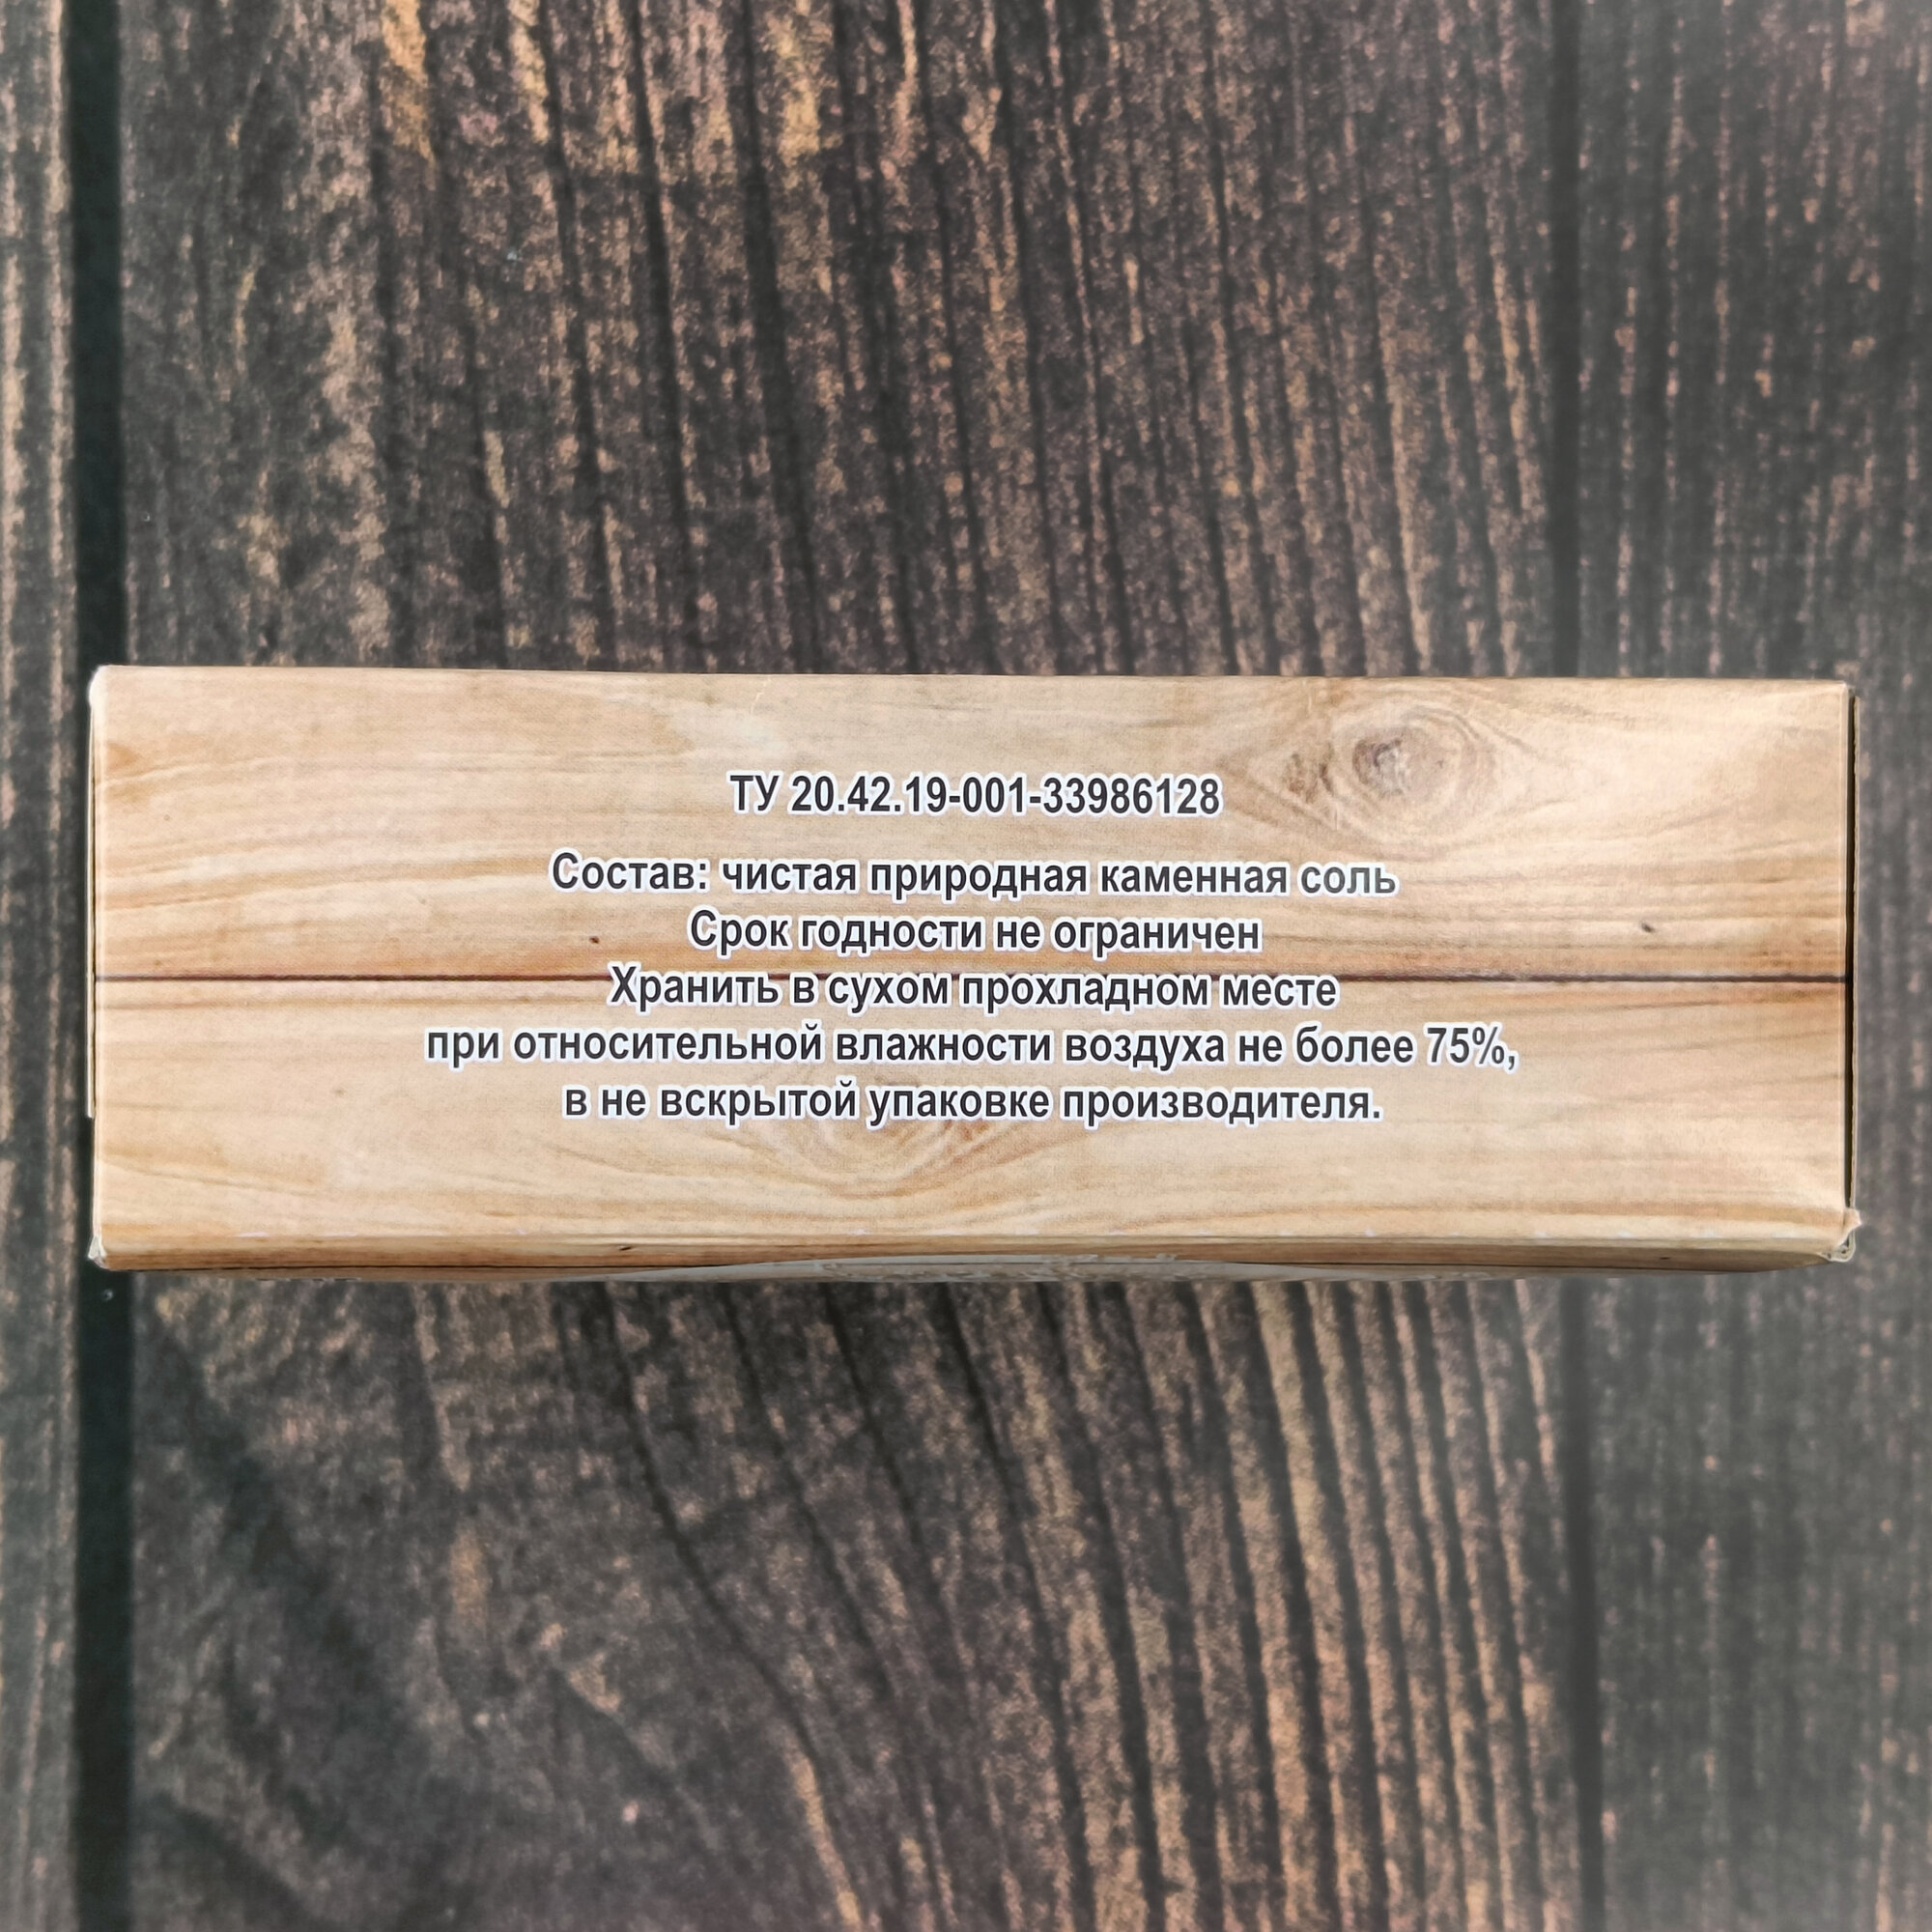 ТУ 20.42.19-001-33986128
Состав: чистая природная каменная соль
Срок годности не ограничен
Хранить в сухом прохладном месте
при относительной влажности воздуха не более 75%,
в не вскрытой упаковке производителя.